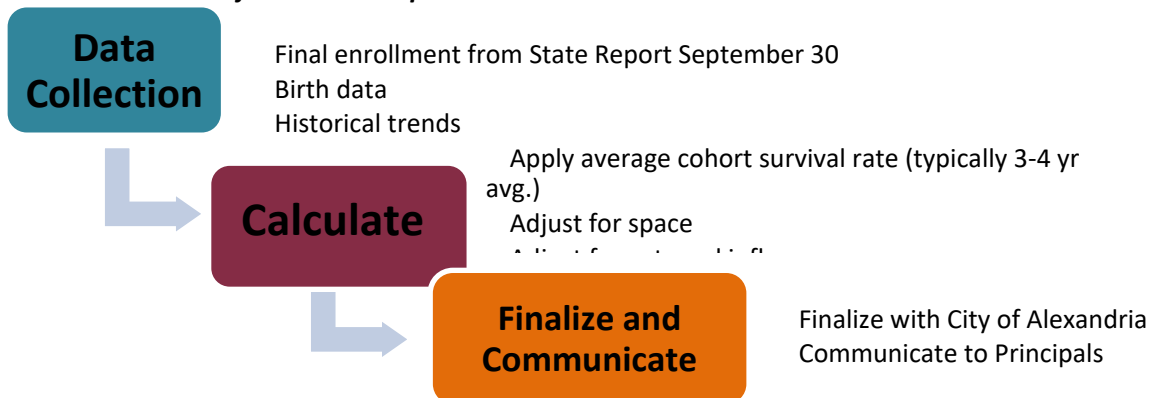 Data
Collection
Final enrollment from State Report September 30
Birth data
Historical trends
Calculate
Apply average cohort survival rate (typically 3-4 yr
avg.)
Adjust for space
Finalize and
Communicate
Finalize with City of Alexandria
Communicate to Principals